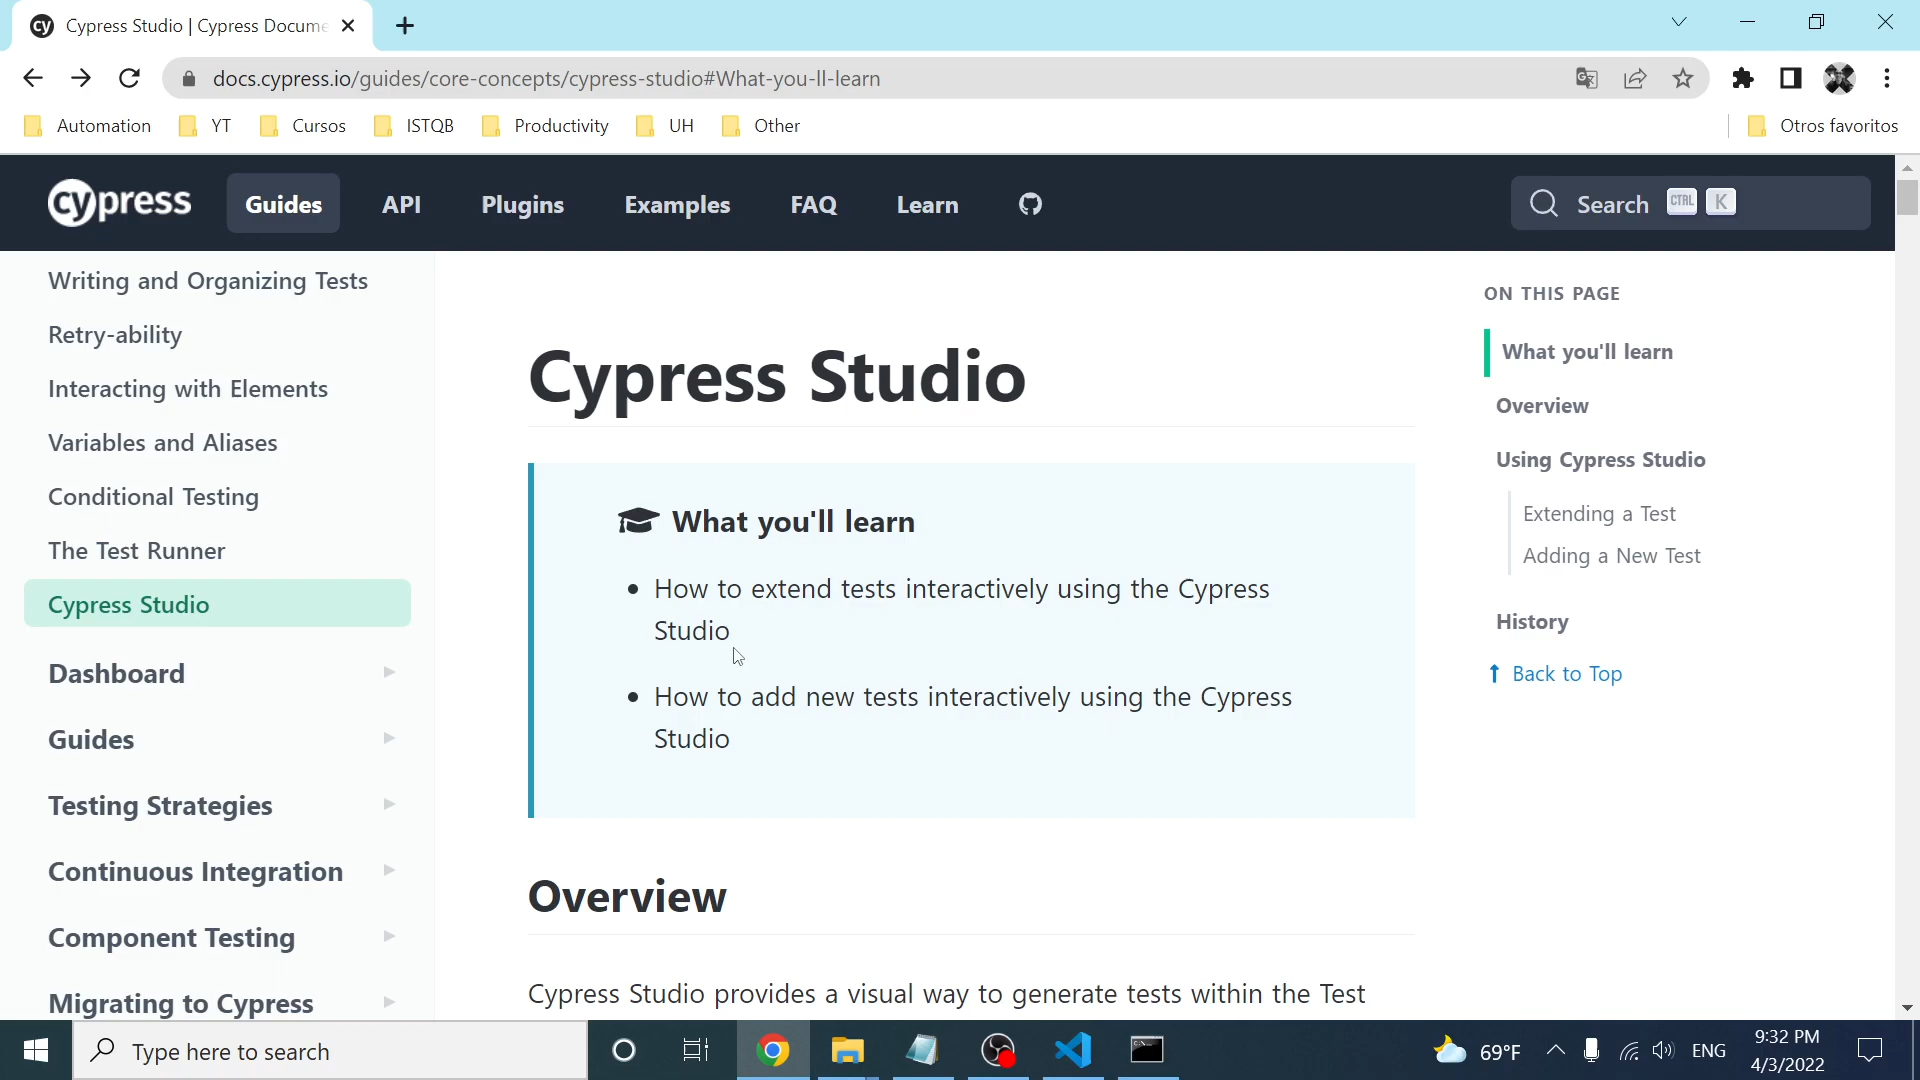 cy Cypress Studio | Cypress Docume
docs.cypress.io/guides/core-concepts/cypress-studio#What-you-ll-learn
Automation YT Cursos ISTQB Productivity UH Other Otros favoritos
cypress Guides API Plugins Examples FAQ Learn Search CTRL K
Writing and Organizing Tests
Retry-ability
Interacting with Elements
Variables and Aliases
Conditional Testing
The Test Runner
Cypress Studio
Dashboard
Guides
Testing Strategies
Continuous Integration
Component Testing
Migrating to Cypress
Cypress Studio
What you'll learn
• How to extend tests interactively using the Cypress
Studio
• How to add new tests interactively using the Cypress
Studio
Overview
Cypress Studio provides a visual way to generate tests within the Test
ON THIS PAGE
What you'll learn
Overview
Using Cypress Studio
Extending a Test
Adding a New Test
History
Back to Top
Type here to search
69°F
ENG
9:32 PM
4/3/2022